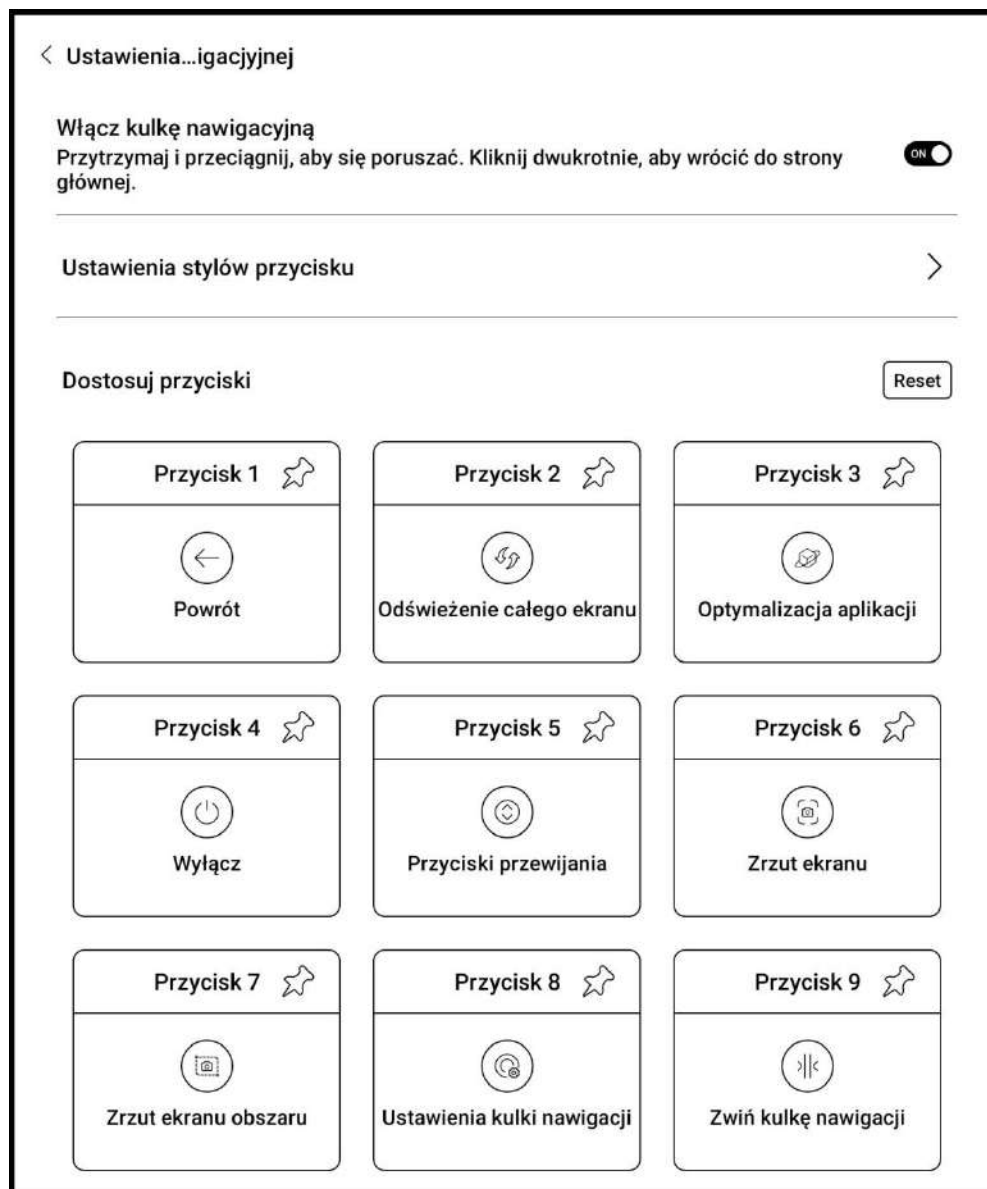 Ustawienia...igacjyjnej
Włącz kulkę nawigacyjną
Przytrzymaj i przeciągnij, aby się poruszać. Kliknij dwukrotnie, aby wrócić do strony
głównej.
ON
Ustawienia stylów przycisku
Dostosuj przyciski
Reset
Przycisk 1
Powrót
Przycisk 2
Odświeżenie całego ekranu
Przycisk 3
Optymalizacja aplikacji
Przycisk 4
Wyłącz
Przycisk 5
Przyciski przewijania
Przycisk 6
Zrzut ekranu
Przycisk 7
Zrzut ekranu obszaru
Przycisk 8
Ustawienia kulki nawigacji
Przycisk 9
Zwiń kulkę nawigacji